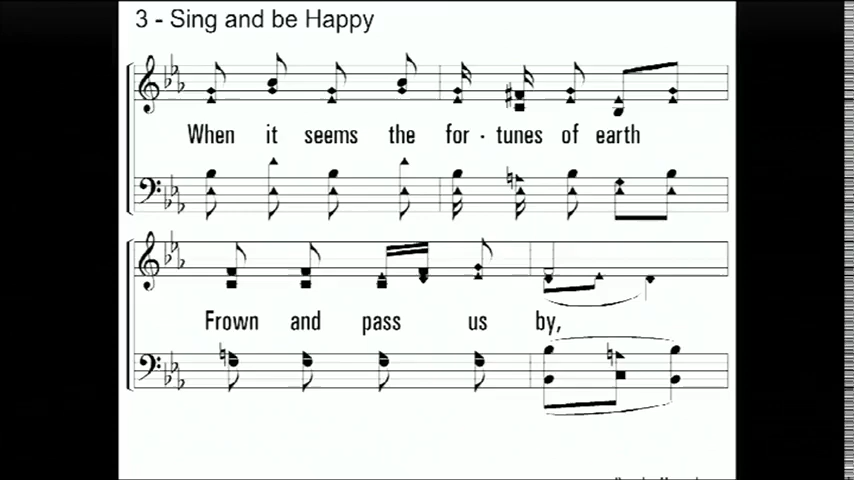 3 - Sing and be Happy
When it seems the for · tunes of earth
Frown and pass us by,